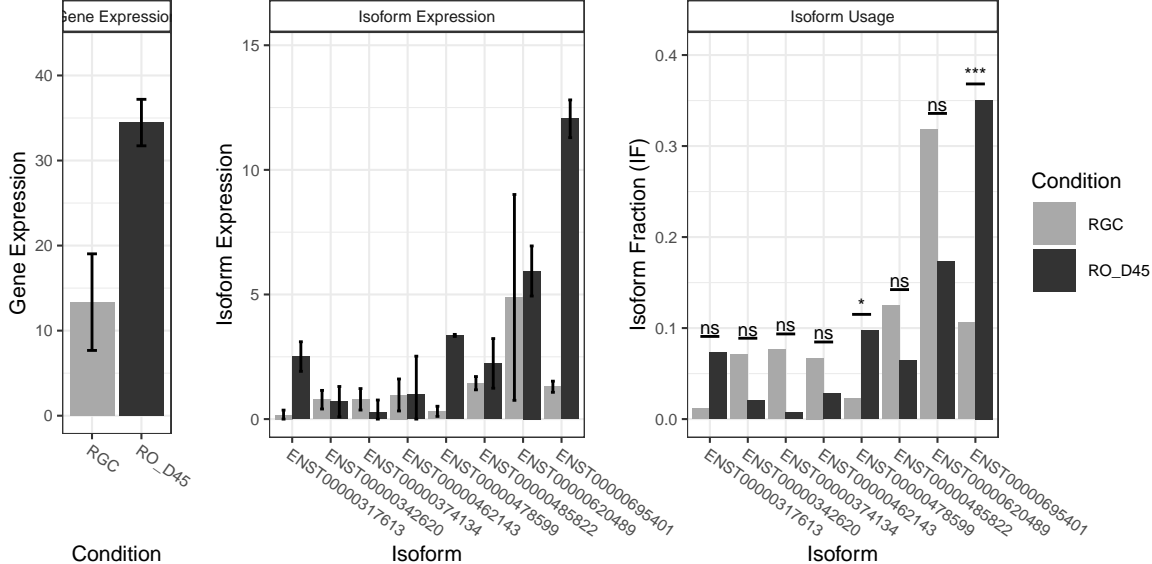 Gene Expression
Gene Expression
40
30
20
10
0
RGC
RO_D45
Condition
Isoform Expression
Isoform Expression
15
10
5
0
ENST00000317613
ENST00000342620
ENST00000374134
ENST00000462143
ENST00000478599
ENST00000485822
ENST00000620489
ENST00000695401
Isoform
Isoform Usage
Isoform Fraction (IF)
0.4
0.3
0.2
0.1
0.0
ns
ns
ns
ns
*
ns
ns
***
ENST00000317613
ENST00000342620
ENST00000374134
ENST00000462143
ENST00000478599
ENST00000485822
ENST00000620489
ENST00000695401
Isoform
Condition
RGC
RO_D45